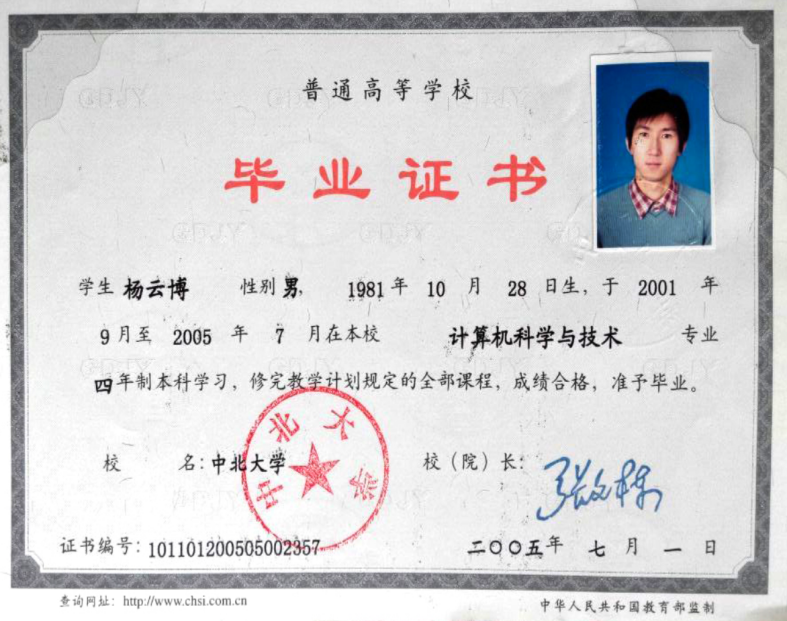 普通高等学校
毕业证书
学生 杨云博 性别 男, 1981 年 10 月 28 日生, 于 2001 年
9 月至 2005 年 7 月在本校 计算机科学与技术 专业
四年制本科学习, 修完教学计划规定的全部课程, 成绩合格, 准予毕业。
校 名: 中北大学 校(院)长:
中北大学
证书编号: 101101200505002357 二〇〇五年 七 月 一 日
查询网址: http://www.chsi.com.cn 中华人民共和国教育部监制